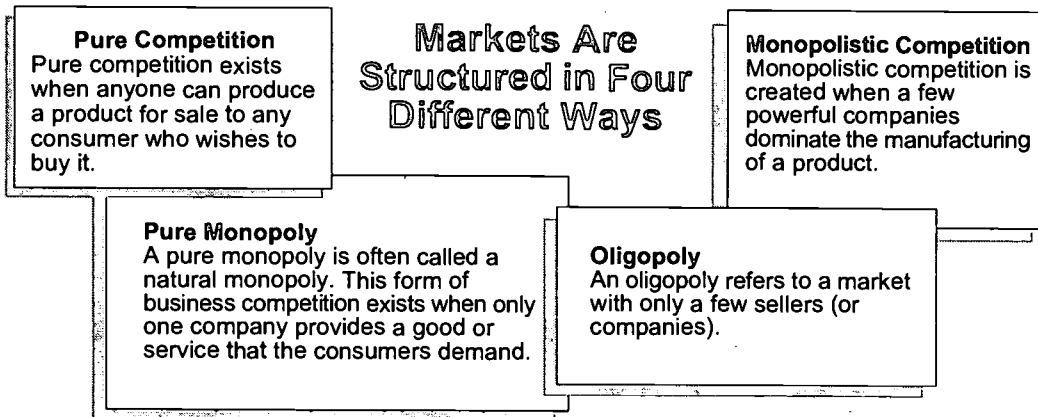 Markets Are
Structured in Four
Different Ways
Pure Competition
Pure competition exists
when anyone can produce
a product for sale to any
consumer who wishes to
buy it.
Monopolistic Competition
Monopolistic competition is
created when a few
powerful companies
dominate the manufacturing
of a product.
Pure Monopoly
A pure monopoly is often called a
natural monopoly. This form of
business competition exists when only
one company provides a good or
service that the consumers demand.
Oligopoly
An oligopoly refers to a market
with only a few sellers (or
companies).